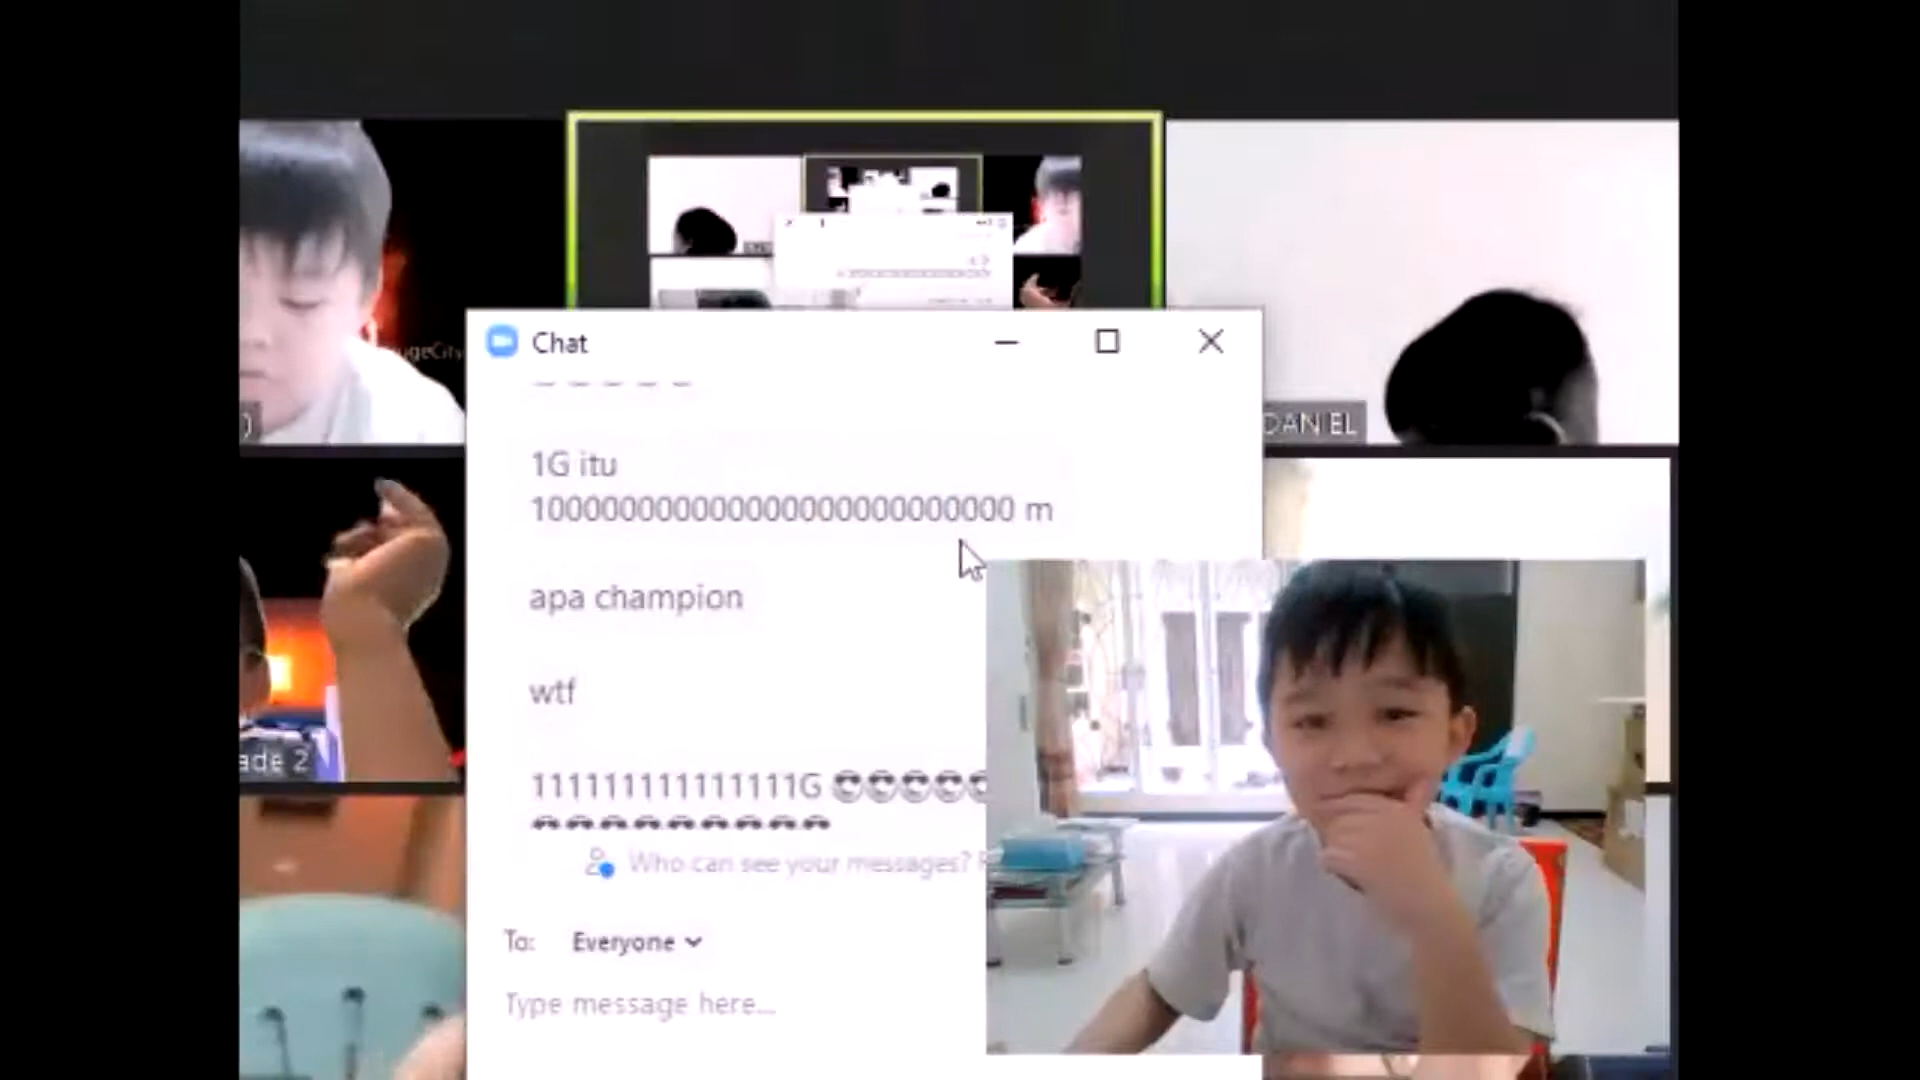 Chat
1G itu
1000000000000000000000000000 m
apa champion
wtf
DANIEL
ade 2
1111111111111111G 😎😎😎😎😎
😎😎😎😎😎😎😎😎😎
Who can see your messages?
To: Everyone
Type message here...